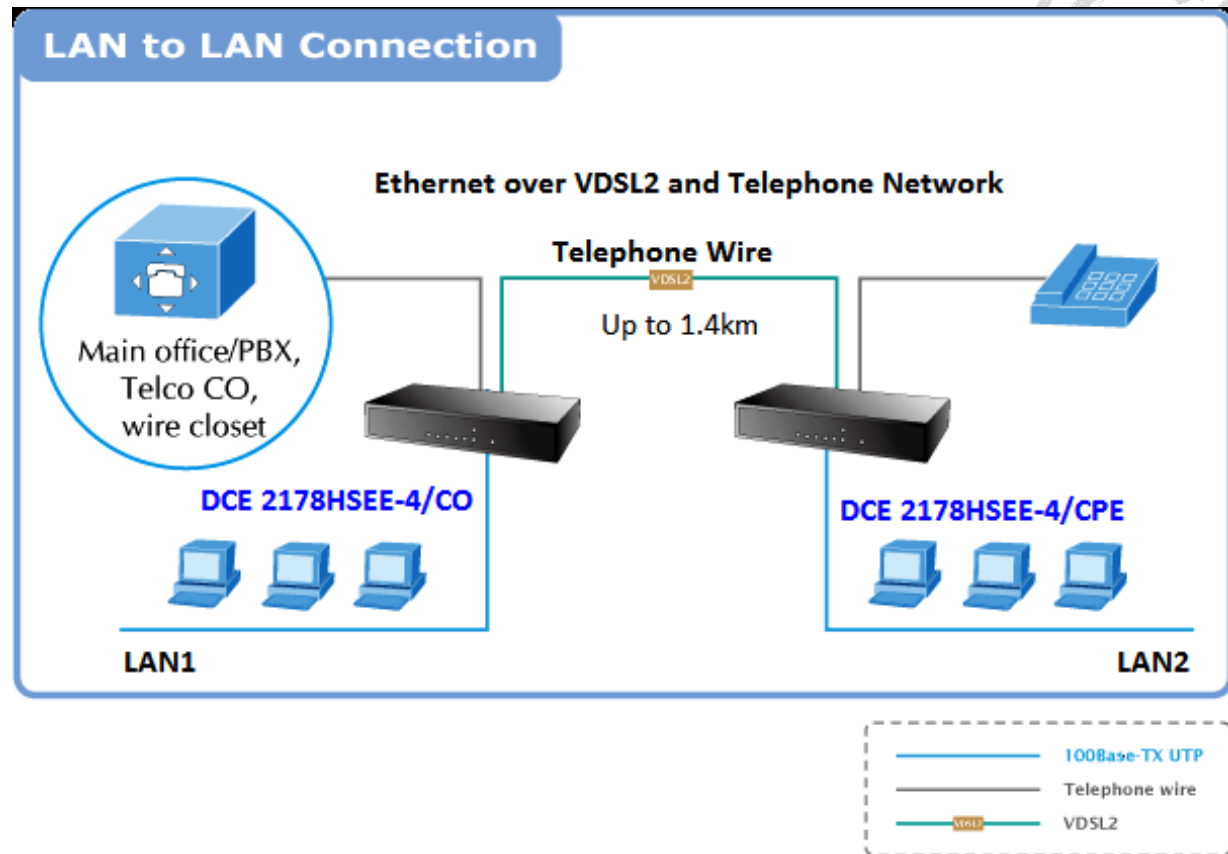 LAN to LAN Connection
Ethernet over VDSL2 and Telephone Network
Telephone Wire
VDSL2
Up to 1.4km
Main office/PBX,
Telco CO,
wire closet
DCE 2178HSEE-4/CO
DCE 2178HSEE-4/CPE
LAN1
LAN2
100Base-TX UTP
Telephone wire
VDSL2
VDSL2